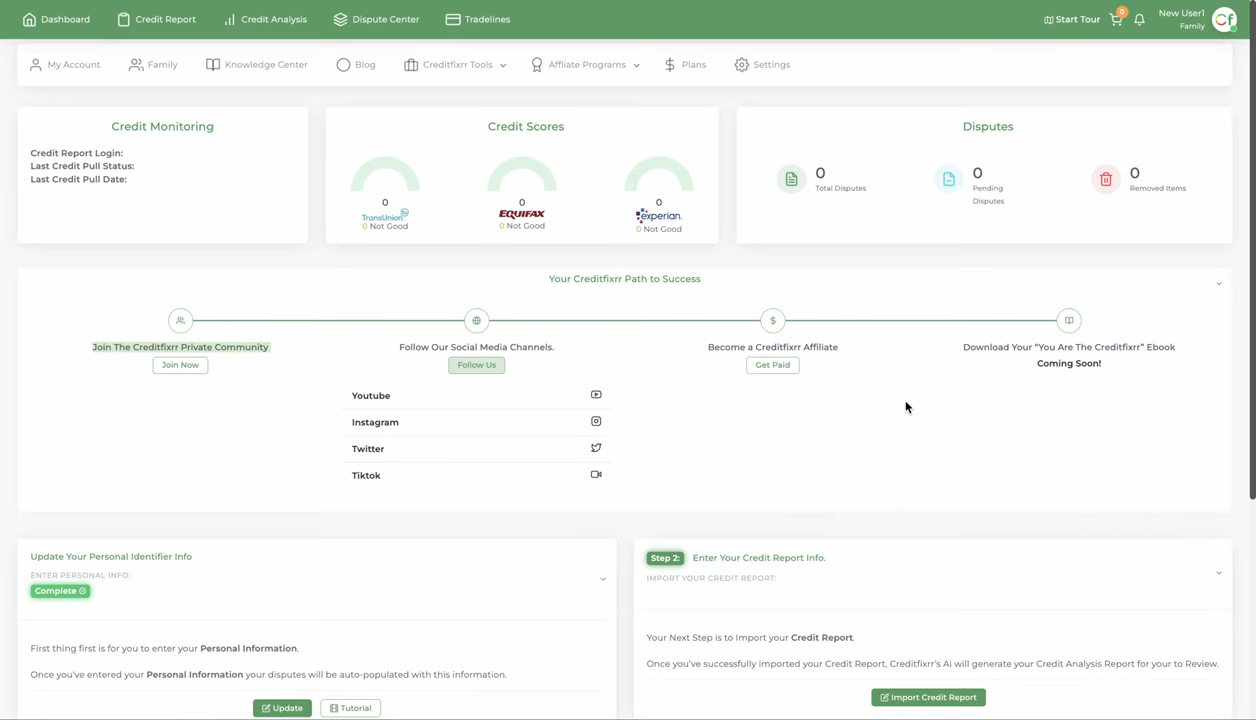 Dashboard
Credit Report
Credit Analysis
Dispute Center
Tradelines
Start Tour
0
New User1
Family
Cf
My Account
Family
Knowledge Center
Blog
Creditfixrr Tools
Affliate Programs
Plans
Settings
Credit Monitoring
Credit Report Login:
Last Credit Pull Status:
Last Credit Pull Date:
Credit Scores
0
TransUnion
0 Not Good
0
EQUIFAX
0 Not Good
0
experian.
0 Not Good
Disputes
0
Total Disputes
0
Pending
Disputes
0
Removed Items
Your Creditfixrr Path to Success
Join The Creditfixrr Private Community
Join Now
Follow Our Social Media Channels.
Follow Us
Youtube
Instagram
Twitter
Tiktok
$
Become a Creditfixrr Affiliate
Get Paid
Download Your “You Are The Creditfixrr” Ebook
Coming Soon!
Update Your Personal Identifier Info
ENTER PERSONAL INFO:
Complete
First thing first is for you to enter your Personal Information.
Once you've entered your Personal Information your disputes will be auto-populated with this information.
Update
Tutorial
Step 2: Enter Your Credit Report Info.
IMPORT YOUR CREDIT REPORT:
Your Next Step is to Import your Credit Report.
Once you've successfully imported your Credit Report, Creditfixrr's Ai will generate your Credit Analysis Report for your to Review.
Import Credit Report